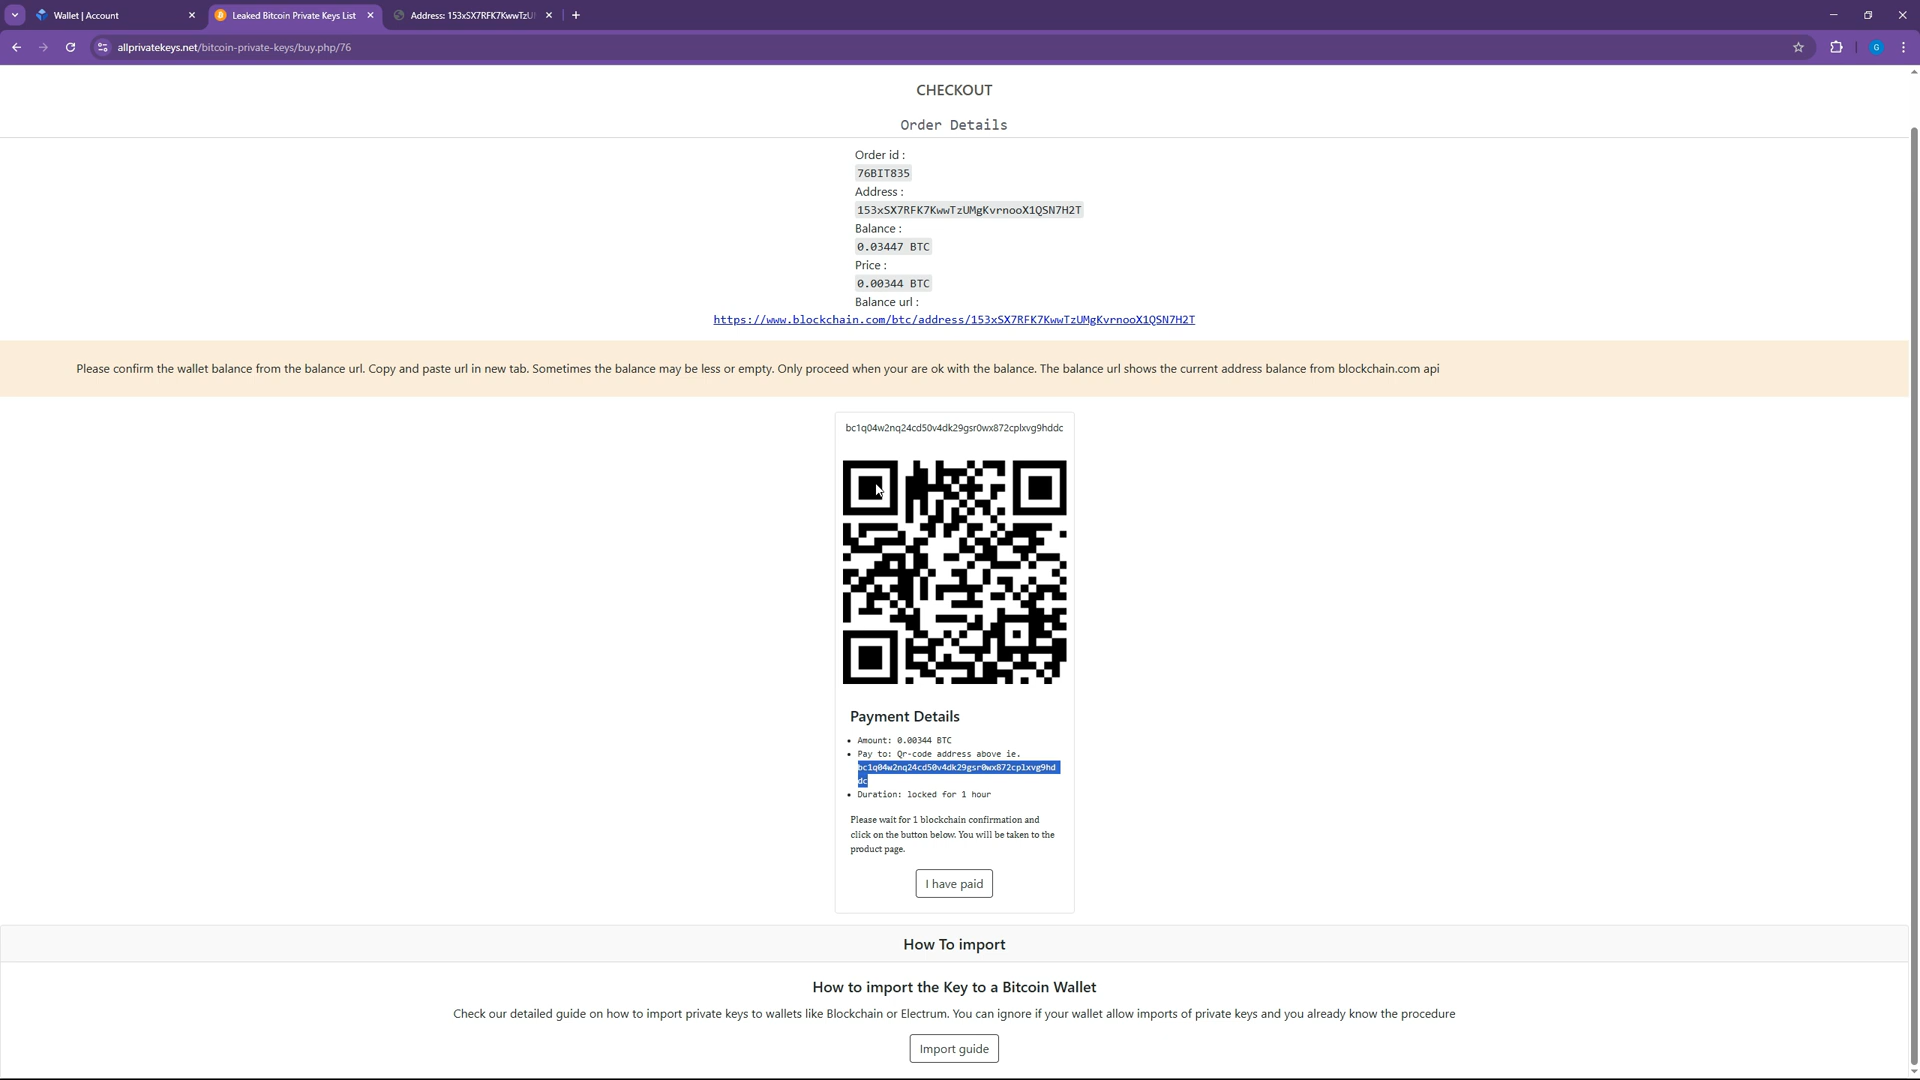 Wallet | Account
Leaked Bitcoin Private Keys List
Address: 153xSX7RFK7KwwTzU
allprivatekeys.net/bitcoin-private-keys/buy.php/76
G
CHECKOUT
Order Details
Order id :
76BIT835
Address :
153xSX7RFK7KwwTzUMgKvrnooX1QSN7H2T
Balance :
0.03447 BTC
Price :
0.00344 BTC
Balance url :
https://www.blockchain.com/btc/address/153xSX7RFK7KwwTzUMgKvrnooX1QSN7H2T
Please confirm the wallet balance from the balance url. Copy and paste url in new tab. Sometimes the balance may be less or empty. Only proceed when your are ok with the balance. The balance url shows the current address balance from blockchain.com api
bc1q04w2nq24cd50v4dk29gsr0wx872cplxvg9hddc
Payment Details
Amount: 0.00344 BTC
Pay to: Qr-code address above ie.
bc1q04w2nq24cd50v4dk29gsr0wx872cplxvg9hd
dc
Duration: locked for 1 hour
Please wait for 1 blockchain confirmation and
click on the button below. You will be taken to the
product page.
I have paid
How To import
How to import the Key to a Bitcoin Wallet
Check our detailed guide on how to import private keys to wallets like Blockchain or Electrum. You can ignore if your wallet allow imports of private keys and you already know the procedure
Import guide